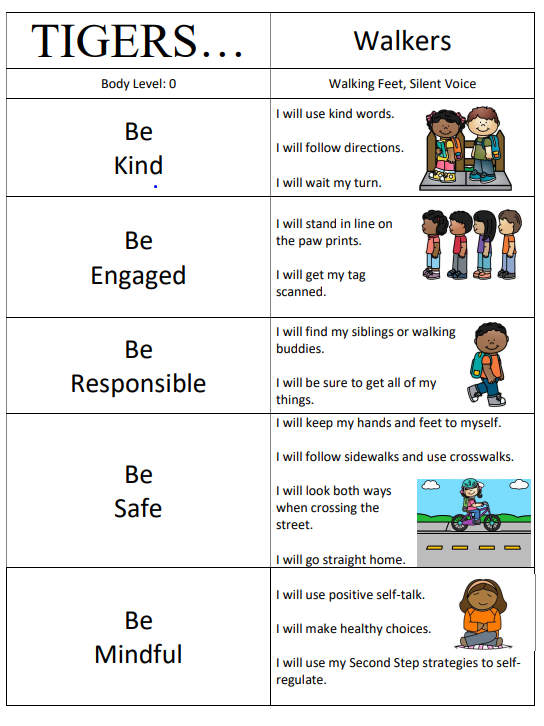 TIGERS…
Walkers
Body Level: 0
Walking Feet, Silent Voice
Be
Kind
I will use kind words.
I will follow directions.
I will wait my turn.
Be
Engaged
I will stand in line on
the paw prints.
I will get my tag
scanned.
Be
Responsible
I will find my siblings or walking
buddies.
I will be sure to get all of my
things.
Be
Safe
I will keep my hands and feet to myself.
I will follow sidewalks and use crosswalks.
I will look both ways
when crossing the
street.
I will go straight home.
Be
Mindful
I will use positive self-talk.
I will make healthy choices.
I will use my Second Step strategies to self-
regulate.